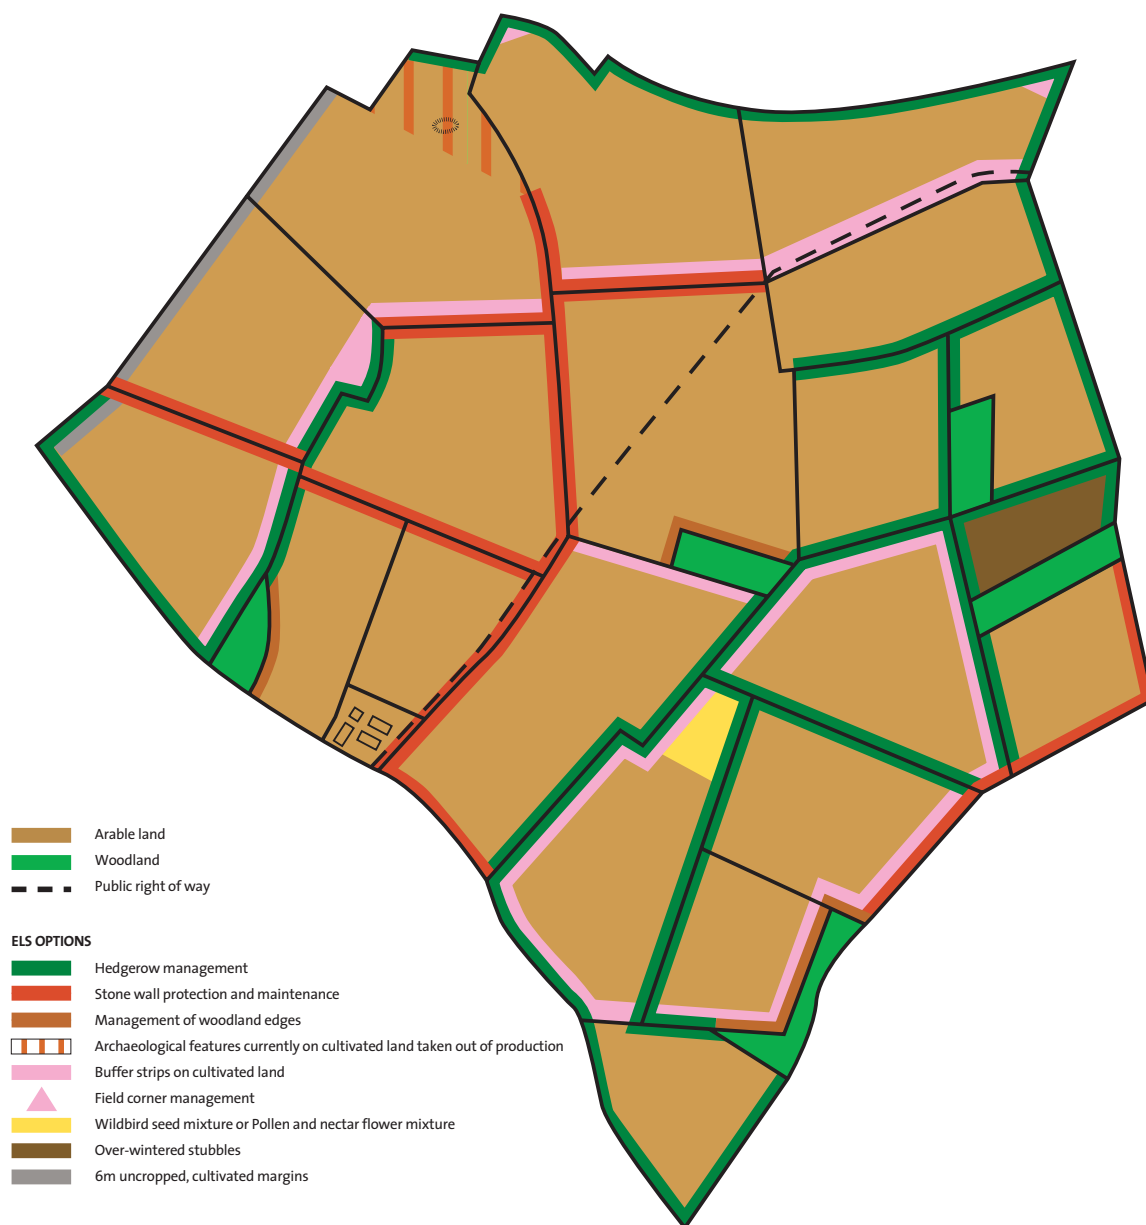 Arable land
Woodland
Public right of way
ELS OPTIONS
Hedgerow management
Stone wall protection and maintenance
Management of woodland edges
Archaeological features currently on cultivated land taken out of production
Buffer strips on cultivated land
Field corner management
Wildbird seed mixture or Pollen and nectar flower mixture
Over-wintered stubbles
6m uncropped, cultivated margins